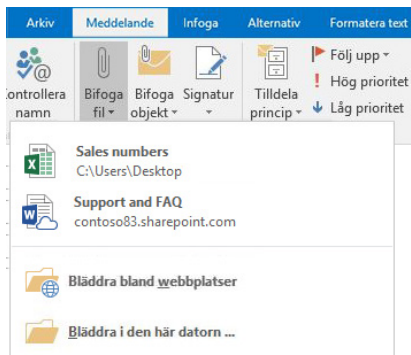 Arkiv Meddelande Infoga Alternativ Formatera text
Kontrollera namn
Bifoga fil
Bifoga objekt
Signatur
Tilldela princip
Följ upp
Hög prioritet
Låg prioritet
Sales numbers
C:\Users\Desktop
Support and FAQ
contoso83.sharepoint.com
Bläddra bland webbplatser
Bläddra i den här datorn ...